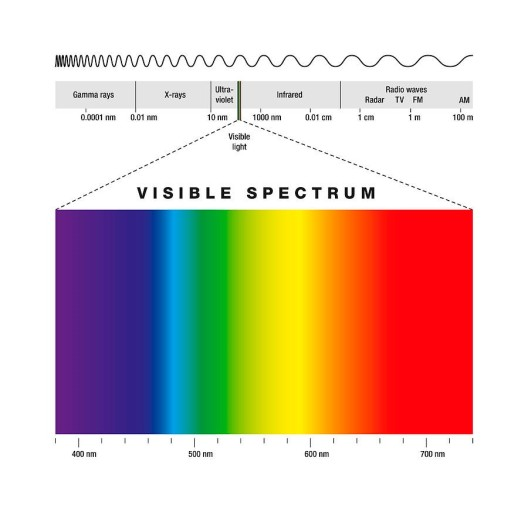 Gamma rays
X-rays
Ultra-
violet
Infrared
Radio waves
Radar TV FM AM
0.0001 nm 0.01 nm 10 nm 1000 nm 0.01 cm 1 cm 1 m 100 m
Visible
light
VISIBLE SPECTRUM
400 nm 500 nm 600 nm 700 nm